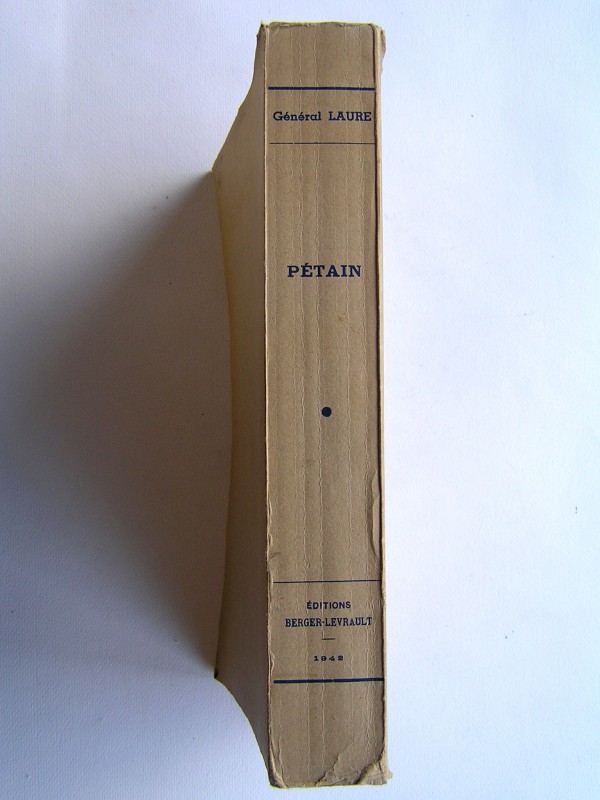 Général LAURE
PÉTAIN
ÉDITIONS
BERGER-LEVRAULT
1942